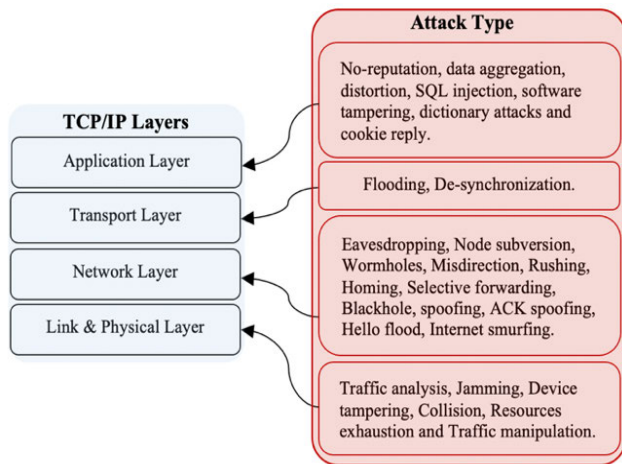 TCP/IP Layers
Application Layer
Transport Layer
Network Layer
Link & Physical Layer
Attack Type
No-reputation, data aggregation,
distortion, SQL injection, software
tampering, dictionary attacks and
cookie reply.
Flooding, De-synchronization.
Eavesdropping, Node subversion,
Wormholes, Misdirection, Rushing,
Homing, Selective forwarding,
Blackhole, spoofing, ACK spoofing,
Hello flood, Internet smurfing.
Traffic analysis, Jamming, Device
tampering, Collision, Resources
exhaustion and Traffic manipulation.